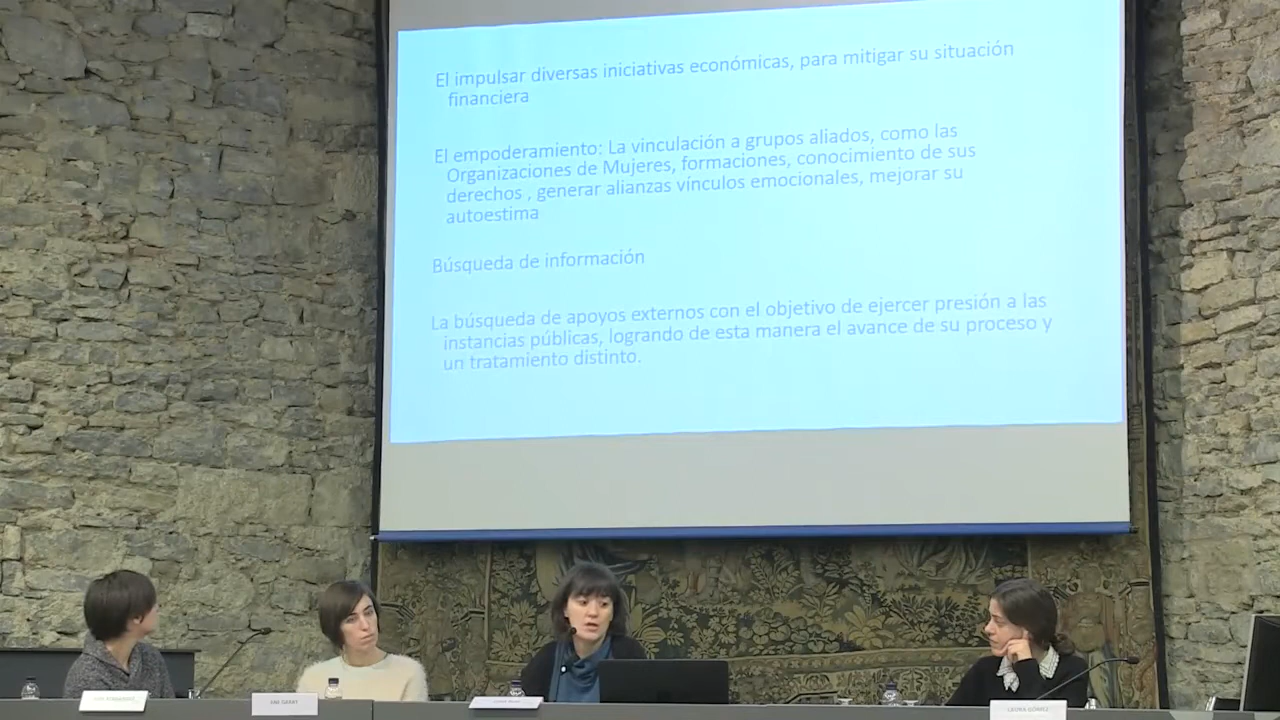 El impulsar diversas iniciativas económicas, para mitigar su situación
financiera
El empoderamiento: La vinculación a grupos aliados, como las
Organizaciones de Mujeres, formaciones, conocimiento de sus
derechos , generar alianzas vínculos emocionales, mejorar su
autoestima
Búsqueda de información
La búsqueda de apoyos externos con el objetivo de ejercer presión a las
instancias públicas, logrando de esta manera el avance de su proceso y
un tratamiento distinto.
LAURA GÓMEZ